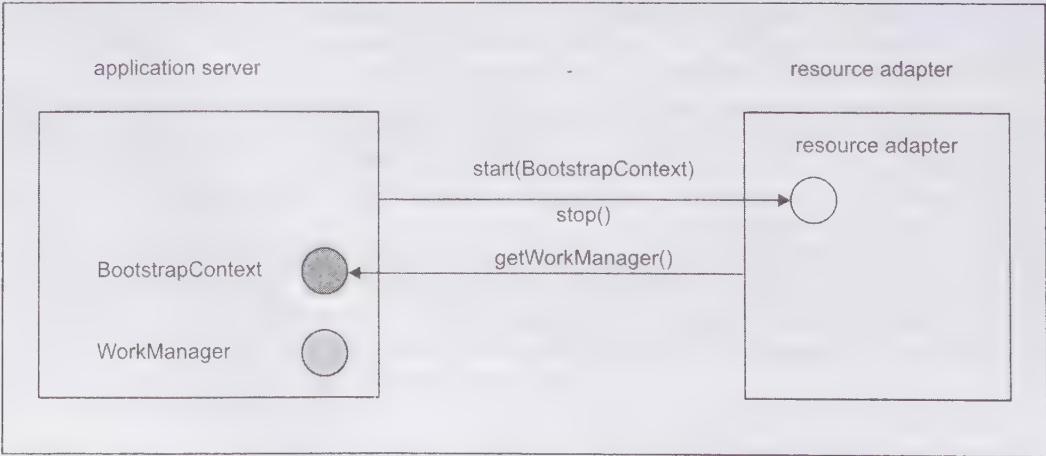 application server
resource adapter
resource adapter
start(BootstrapContext)
stop()
getWorkManager()
BootstrapContext
WorkManager